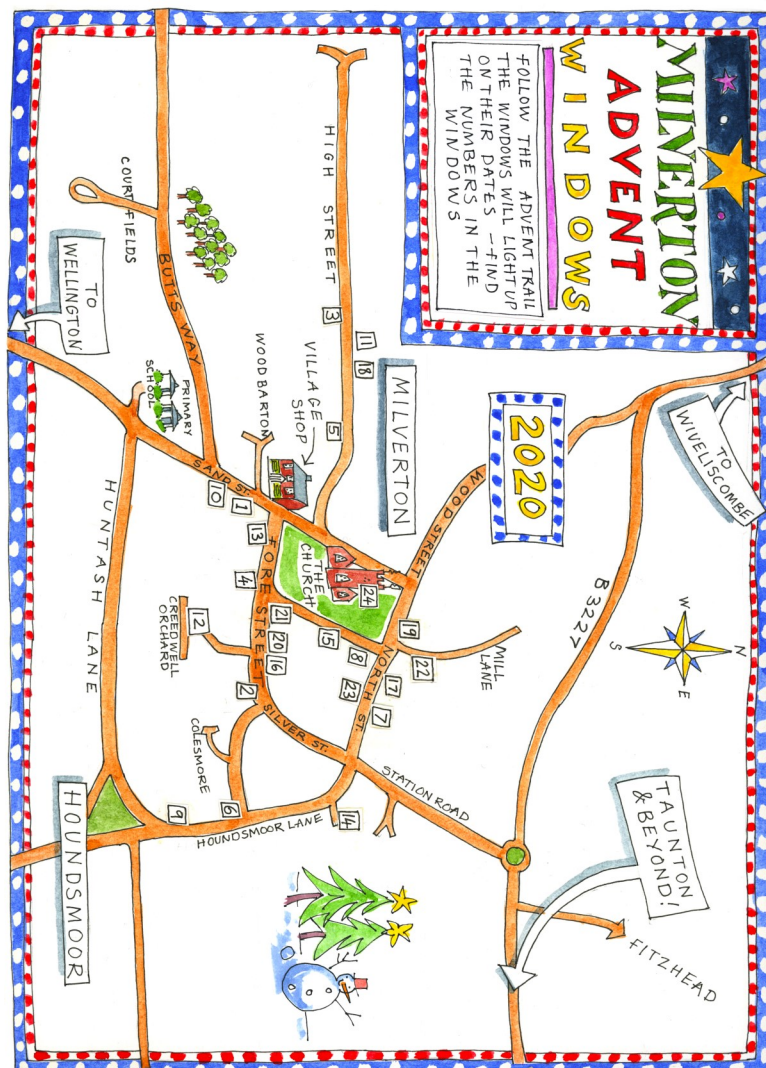 MILVERTON
ADVENT
WINDOWS
FOLLOW THE ADVENT TRAIL
THE WINDOWS WILL LIGHT UP
ON THEIR DATES – FIND
THE NUMBERS IN THE
WINDOWS
2020
TO
WIVELISCOMBE
B3227
N
W
E
S
TAUNTON
& BEYOND!
FITZHEAD
WOOD STREET
MILL
LANE
MILVERTON
HIGH STREET
3
11
18
5
VILLAGE
SHOP
WOODBARTON
THE
CHURCH
24
19
22
8
15
17
23
7
NORTH ST.
STATION ROAD
SILVER ST.
FORE STREET
21
20
16
2
4
13
1
10
SAND ST.
BUTTS WAY
COURT FIELDS
TO
WELLINGTON
PRIMARY
SCHOOL
12
CREEDWELL
ORCHARD
COLESMORE
6
9
14
HOUNDSMOOR LANE
HUNTASH LANE
HOUNDSMOOR